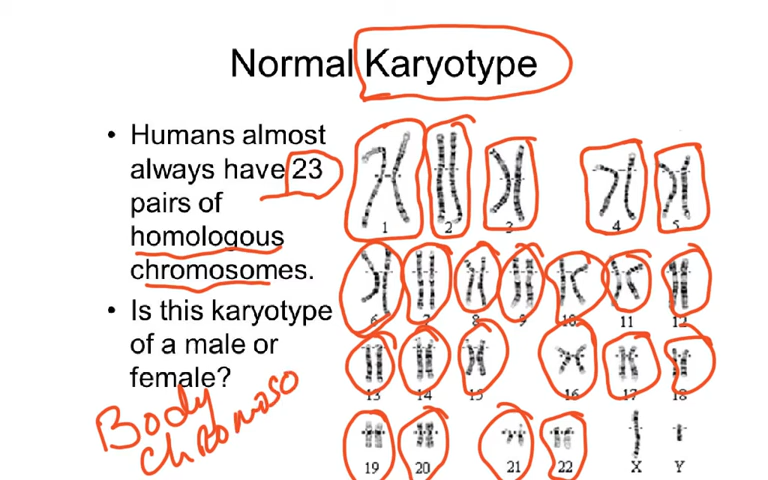 Normal Karyotype
• Humans almost
always have 23
pairs of
homologous
chromosomes.
• Is this karyotype
of a male or
female?
Body
chromoso
1 2 3 4 5
6 7 8 9 10 11 12
13 14 15 16 17 18
19 20 21 22 X Y